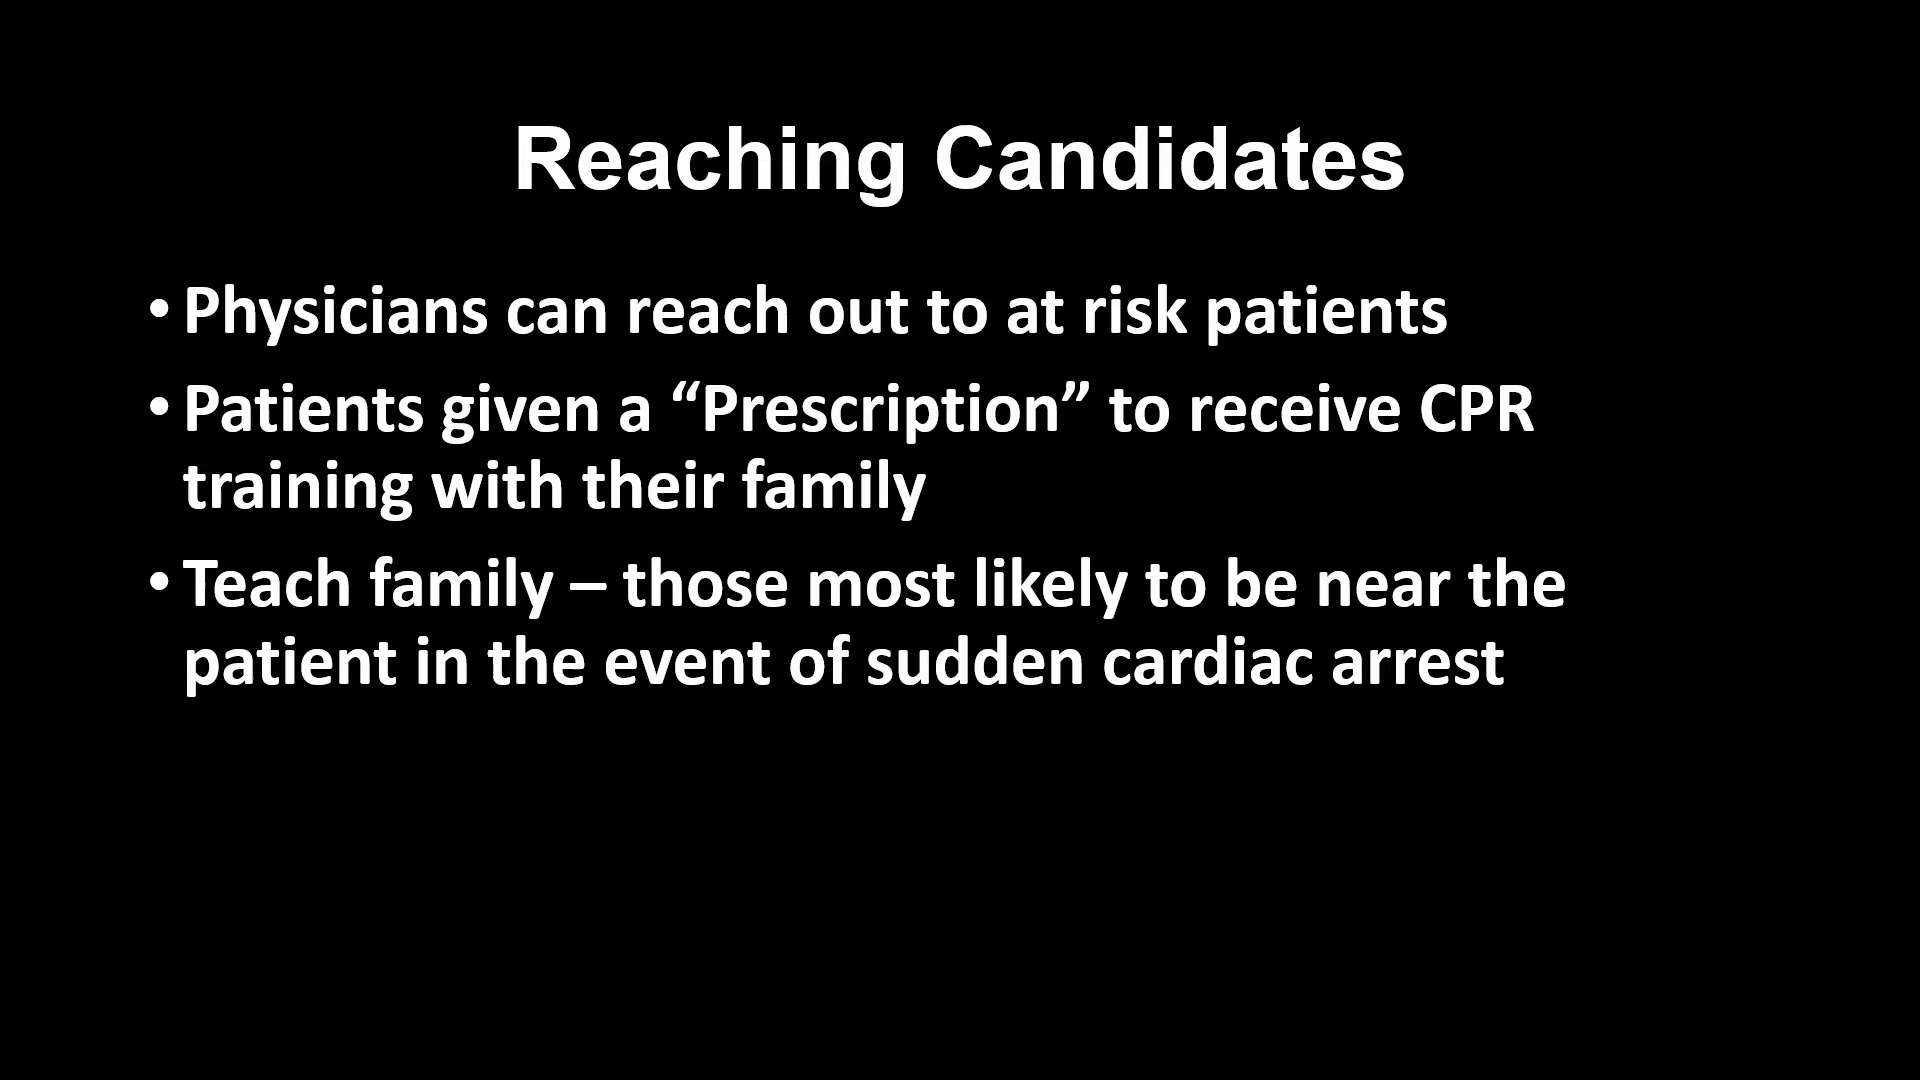 Reaching Candidates
• Physicians can reach out to at risk patients
• Patients given a “Prescription” to receive CPR
training with their family
• Teach family – those most likely to be near the
patient in the event of sudden cardiac arrest